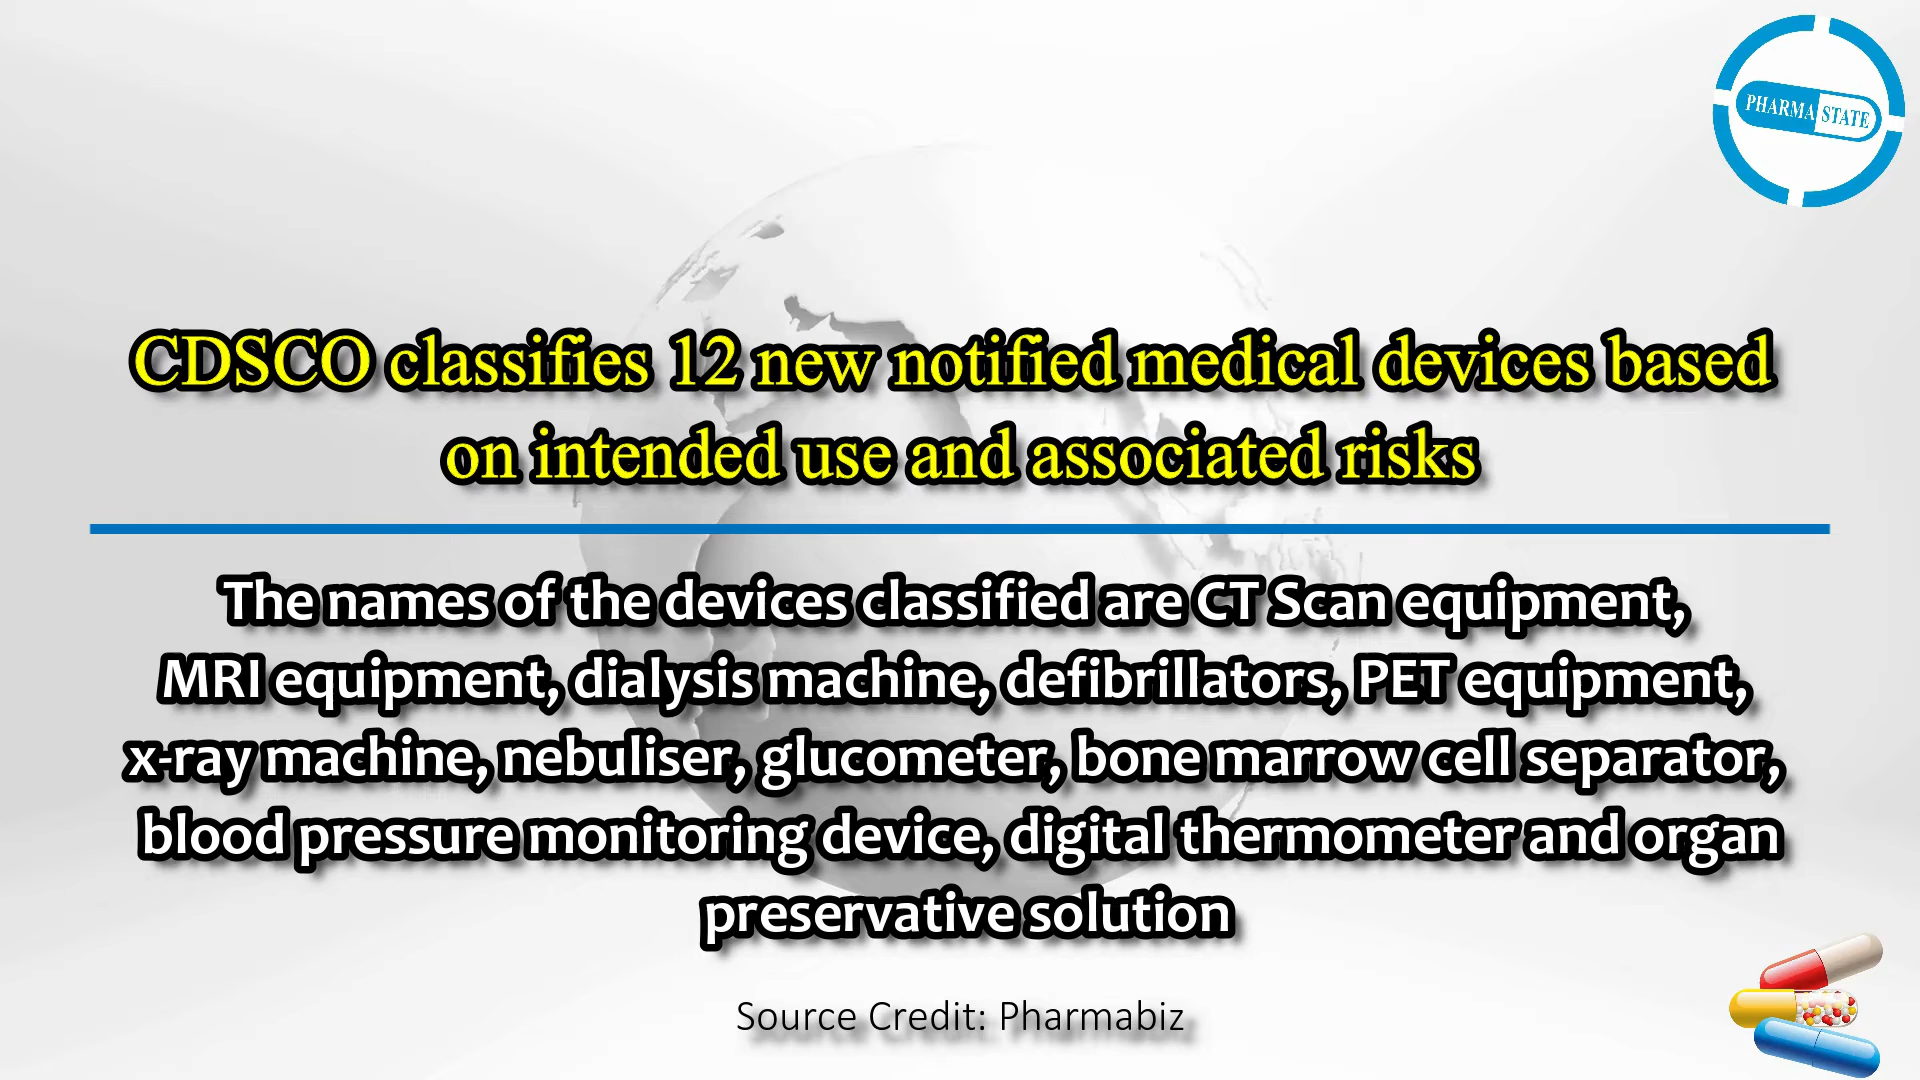 PHARMA STATE
CDSCO classifies 12 new notified medical devices based
on intended use and associated risks
The names of the devices classified are CT Scan equipment,
MRI equipment, dialysis machine, defibrillators, PET equipment,
x-ray machine, nebuliser, glucometer, bone marrow cell separator,
blood pressure monitoring device, digital thermometer and organ
preservative solution
Source Credit: Pharmabiz